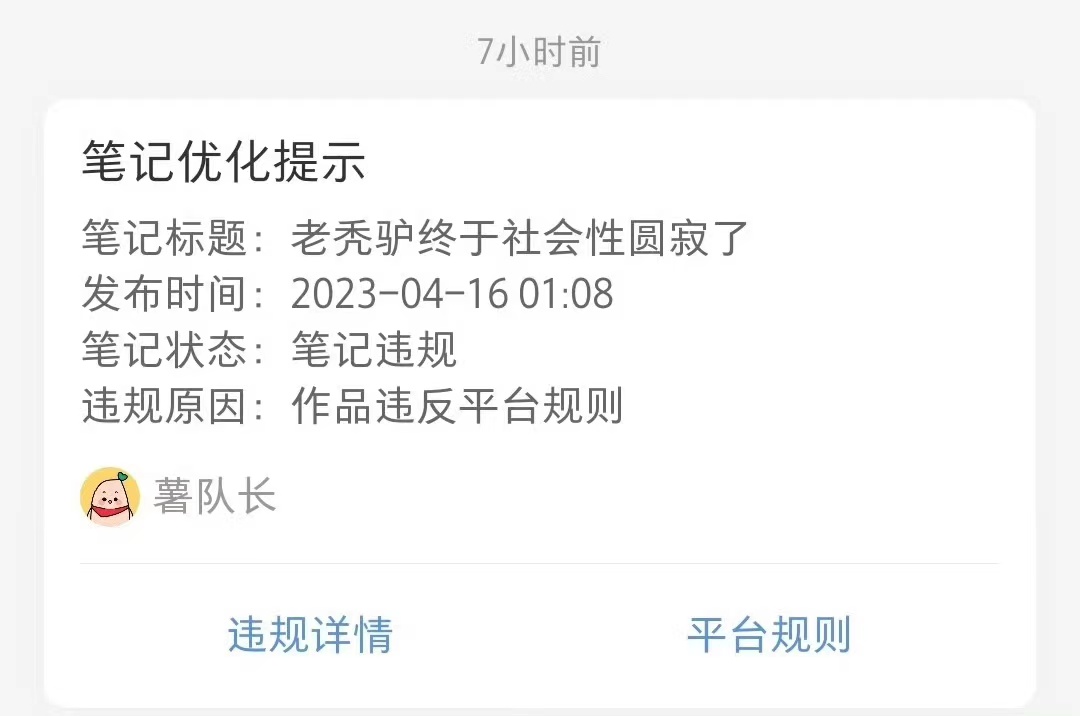 7小时前
笔记优化提示
笔记标题：老秃驴终于社会性圆寂了
发布时间：2023-04-16 01:08
笔记状态：笔记违规
违规原因：作品违反平台规则
薯队长
违规详情 平台规则